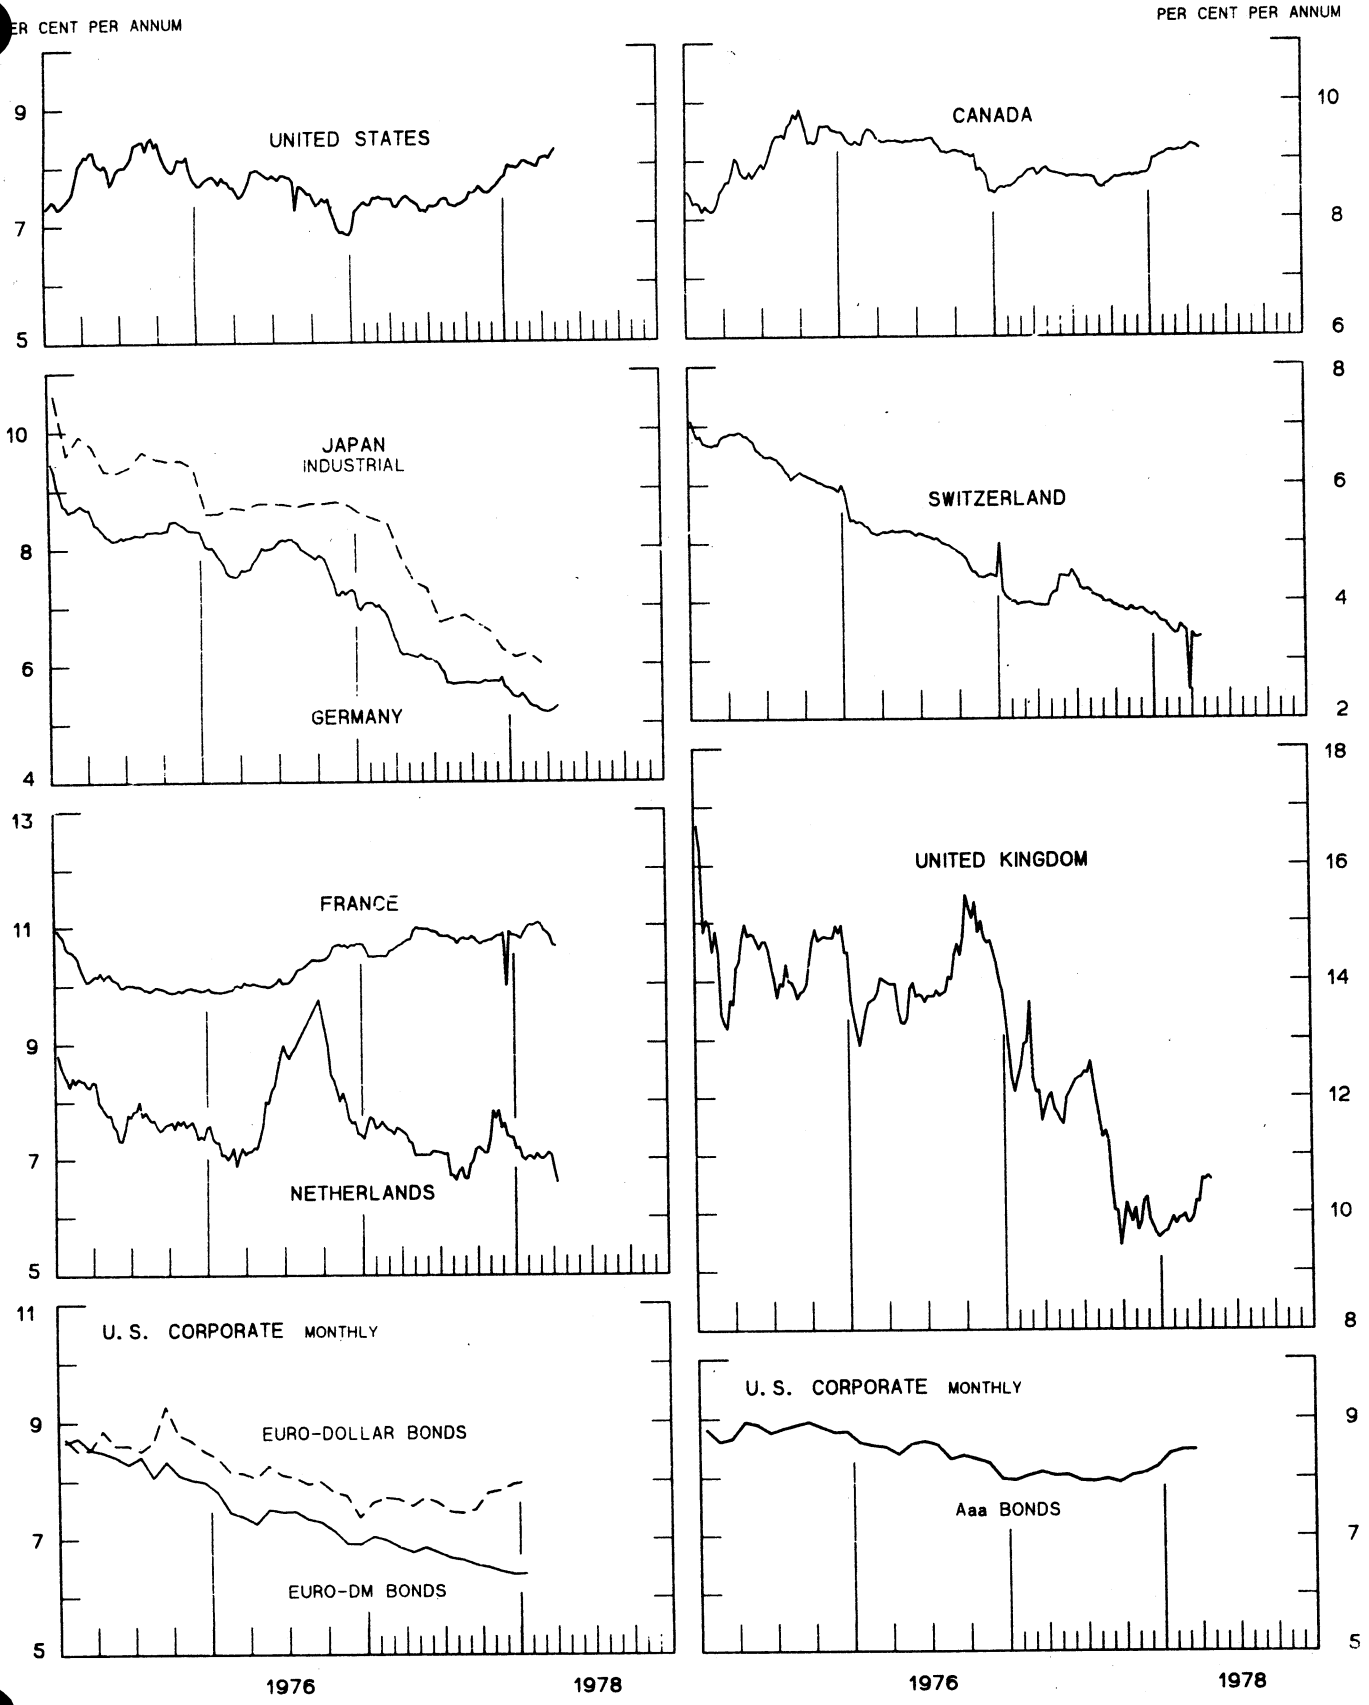 ER CENT PER ANNUM
PER CENT PER ANNUM
9
7
5
UNITED STATES
10
8
6
CANADA
10
8
6
4
JAPAN
INDUSTRIAL
GERMANY
8
6
4
2
SWITZERLAND
13
11
9
7
5
FRANCE
NETHERLANDS
18
16
14
12
10
8
UNITED KINGDOM
11
9
7
5
U.S. CORPORATE MONTHLY
EURO-DOLLAR BONDS
EURO-DM BONDS
9
7
5
U.S. CORPORATE MONTHLY
Aaa BONDS
1976
1978
1976
1978